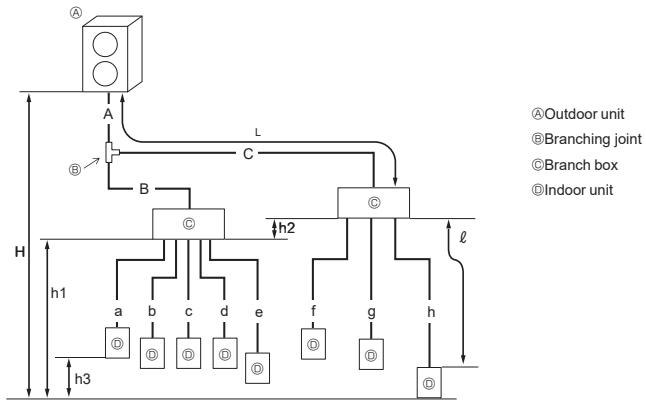 Ⓐ
A
L
ⒶOutdoor unit
ⒷBranching joint
ⒸBranch box
ⒹIndoor unit
Ⓑ
C
B
Ⓒ
Ⓒ
h2
ℓ
H
h1
a b c d e f g h
Ⓓ Ⓓ Ⓓ Ⓓ Ⓓ Ⓓ Ⓓ Ⓓ
h3